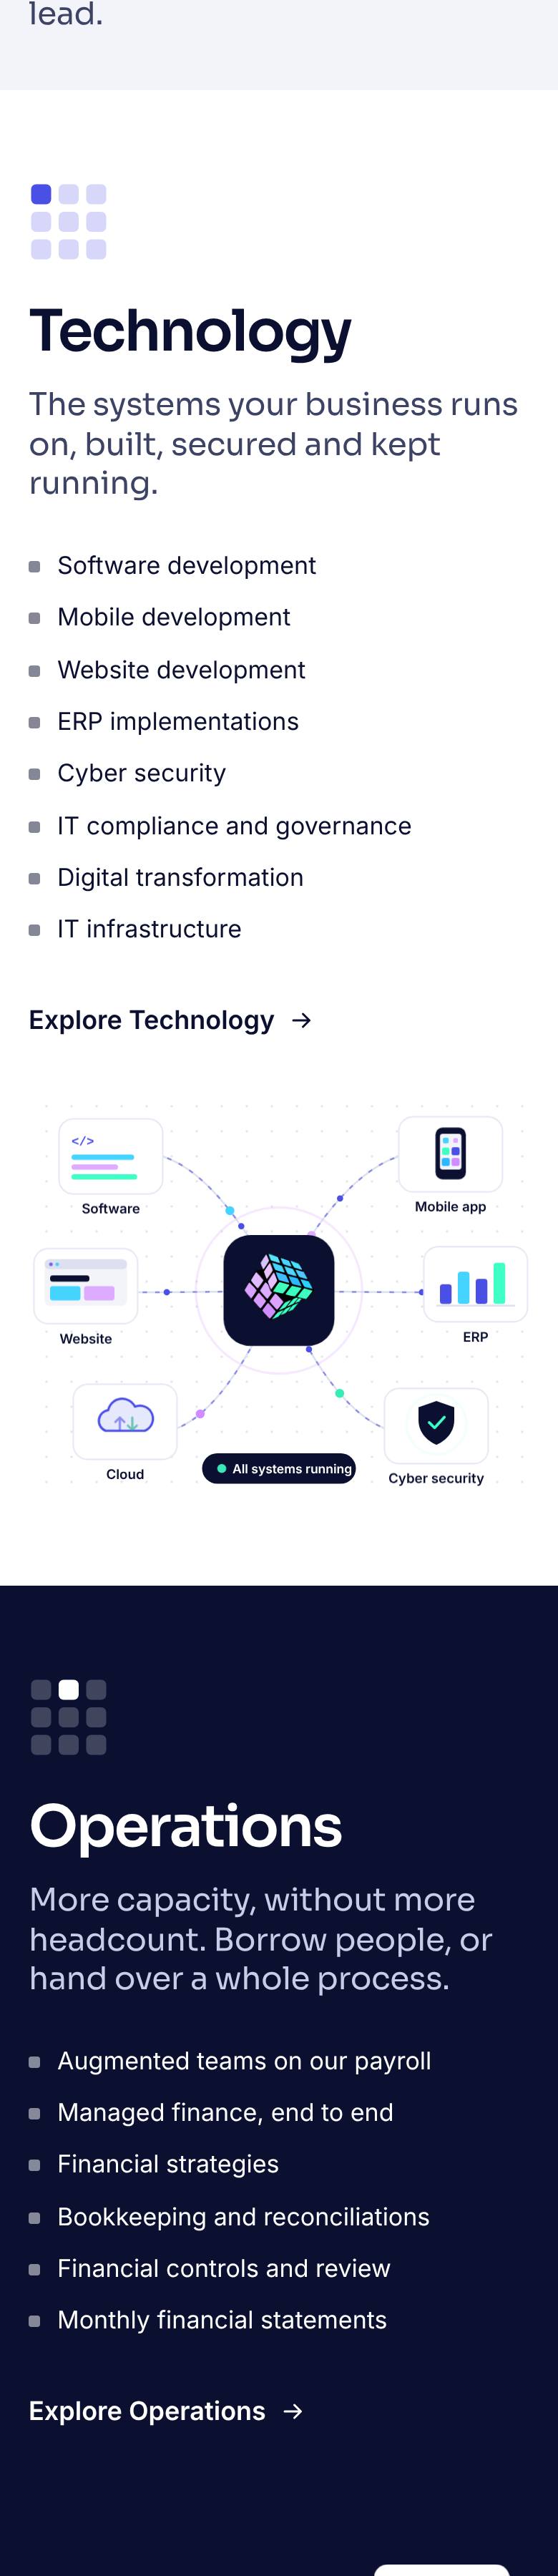 lead.
Technology
The systems your business runs
on, built, secured and kept
running.
Software development
Mobile development
Website development
ERP implementations
Cyber security
IT compliance and governance
Digital transformation
IT infrastructure
Explore Technology →
</>
Software
Mobile app
Website
ERP
Cloud
All systems running
Cyber security
Operations
More capacity, without more
headcount. Borrow people, or
hand over a whole process.
Augmented teams on our payroll
Managed finance, end to end
Financial strategies
Bookkeeping and reconciliations
Financial controls and review
Monthly financial statements
Explore Operations →